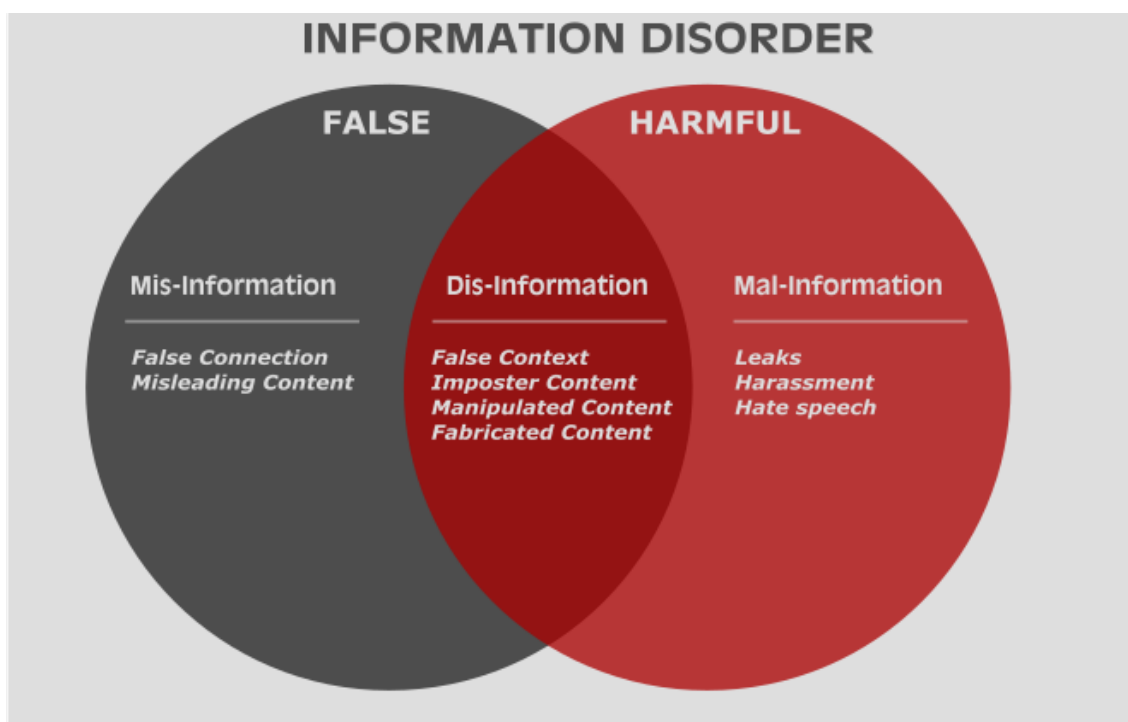 INFORMATION DISORDER
FALSE
HARMFUL
Mis-Information
False Connection
Misleading Content
Dis-Information
False Context
Imposter Content
Manipulated Content
Fabricated Content
Mal-Information
Leaks
Harassment
Hate speech